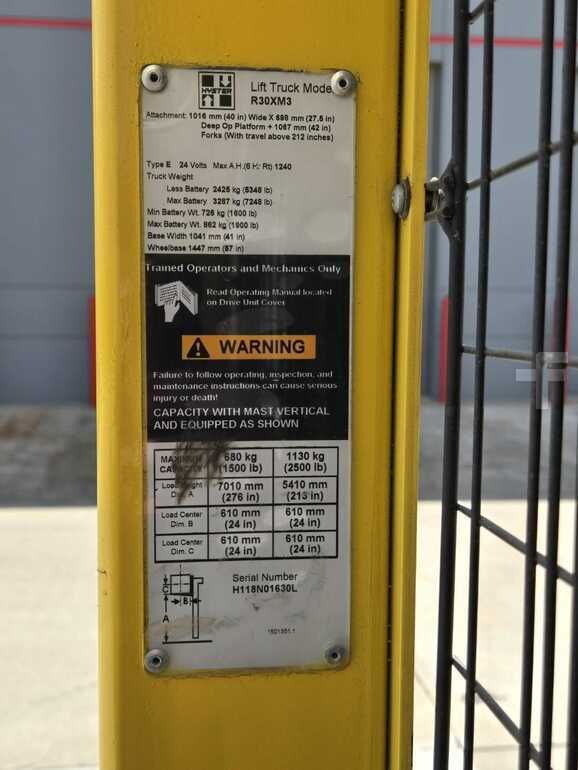 HYSTER
Lift Truck Mode
R30XM3
Attachment: 1016 mm (40 in) Wide X 698 mm (27.5 in)
Deep Op Platform + 1067 mm (42 in)
Forks (With travel above 212 inches)
Type E 24 Volts Max A.H.(6 Hr Rt) 1240
Truck Weight
Less Battery 2425 kg (5348 lb)
Max Battery 3287 kg (7248 lb)
Min Battery Wt. 726 kg (1600 lb)
Max Battery Wt. 862 kg (1900 lb)
Base Width 1041 mm (41 in)
Wheelbase 1447 mm (57 in)
Trained Operators and Mechanics Only
Read Operating Manual located
on Drive Unit Cover
WARNING
Failure to follow operating, inspection, and
maintenance instructions can cause serious
injury or death!
CAPACITY WITH MAST VERTICAL
AND EQUIPPED AS SHOWN
MAXIMUM CAPACITY 680 kg (1500 lb) 1130 kg (2500 lb)
Load Height Dim. A 7010 mm (276 in) 5410 mm (213 in)
Load Center Dim. B 610 mm (24 in) 610 mm (24 in)
Load Center Dim. C 610 mm (24 in) 610 mm (24 in)
C
B
A
Serial Number
H118N01630L